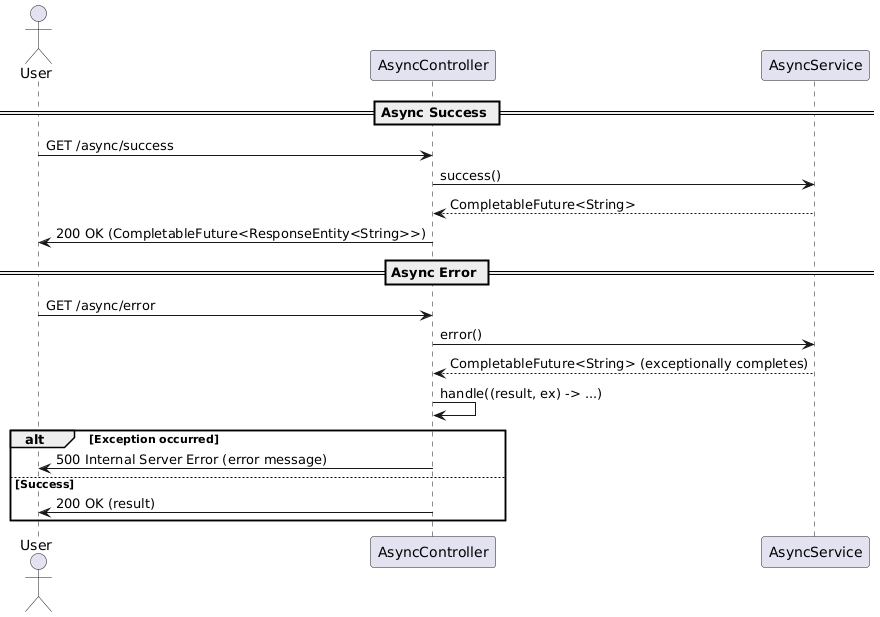 User
AsyncController
AsyncService
Async Success
GET /async/success
success()
CompletableFuture<String>
200 OK (CompletableFuture<ResponseEntity<String>>)
Async Error
GET /async/error
error()
CompletableFuture<String> (exceptionally completes)
handle((result, ex) -> ...)
alt [Exception occurred]
500 Internal Server Error (error message)
[Success]
200 OK (result)
User
AsyncController
AsyncService